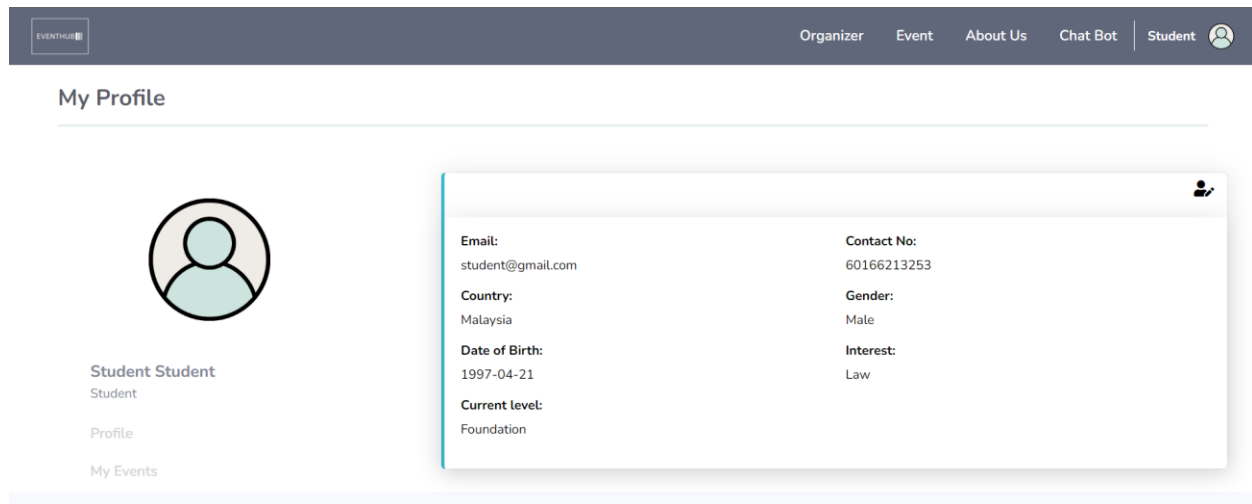 EVENTHUB
Organizer Event About Us Chat Bot Student
My Profile
Student Student
Student
Profile
My Events
Email:
student@gmail.com
Contact No:
60166213253
Country:
Malaysia
Gender:
Male
Date of Birth:
1997-04-21
Interest:
Law
Current level:
Foundation